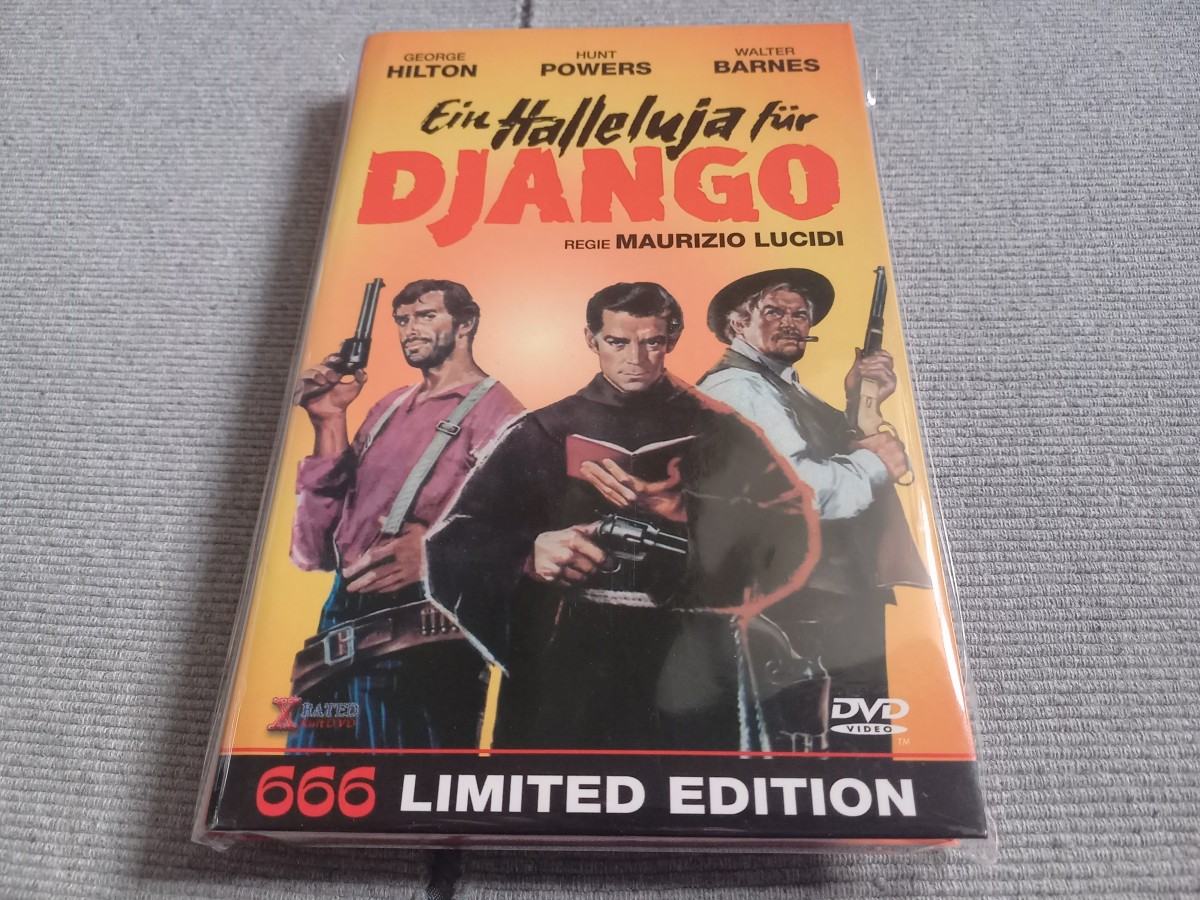 GEORGE HUNT WALTER
HILTON POWERS BARNES
Ein Halleluja für
DJANGO
REGIE MAURIZIO LUCIDI
X RATED
DVD
VIDEO
TM
666 LIMITED EDITION